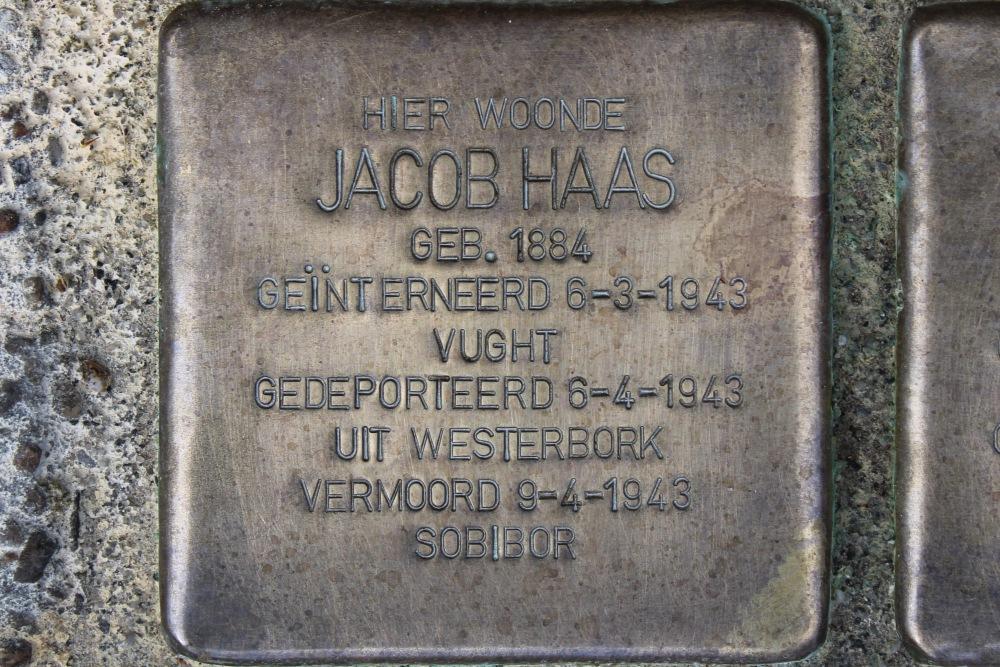 HIER WOONDE
JACOB HAAS
GEB. 1884
GEÏNTERNEERD 6-3-1943
VUGHT
GEDEPORTEERD 6-4-1943
UIT WESTERBORK
VERMOORD 9-4-1943
SOBIBOR